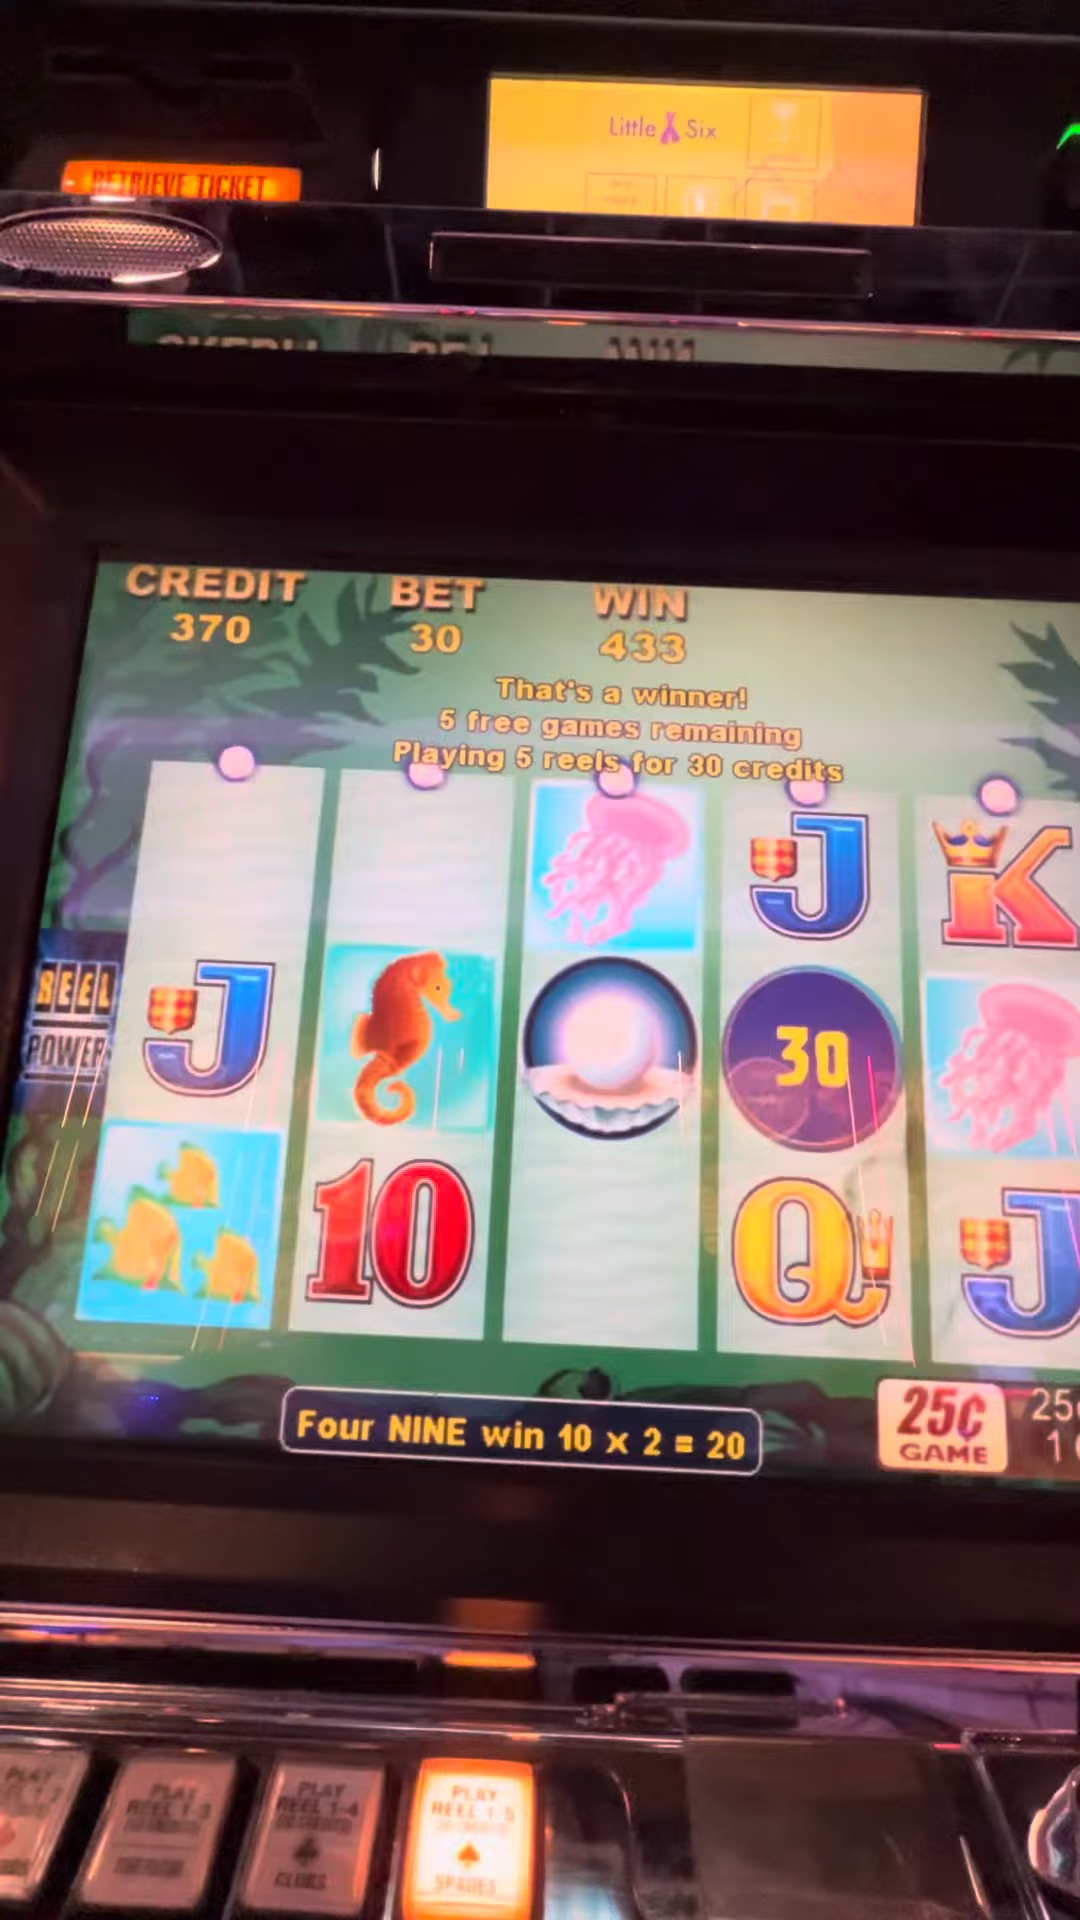 Little Six
RETRIEVE TICKET
CREDIT BET WIN
370 30 433
That's a winner!
5 free games remaining
Playing 5 reels for 30 credits
J K
REEL
POWER
J 30
10 Q J
Four NINE win 10 x 2 = 20
25¢
GAME
PLAY
REEL 1-3
PLAY
REEL 1-4
CLUBS
PLAY
REEL 1-5
SPADES